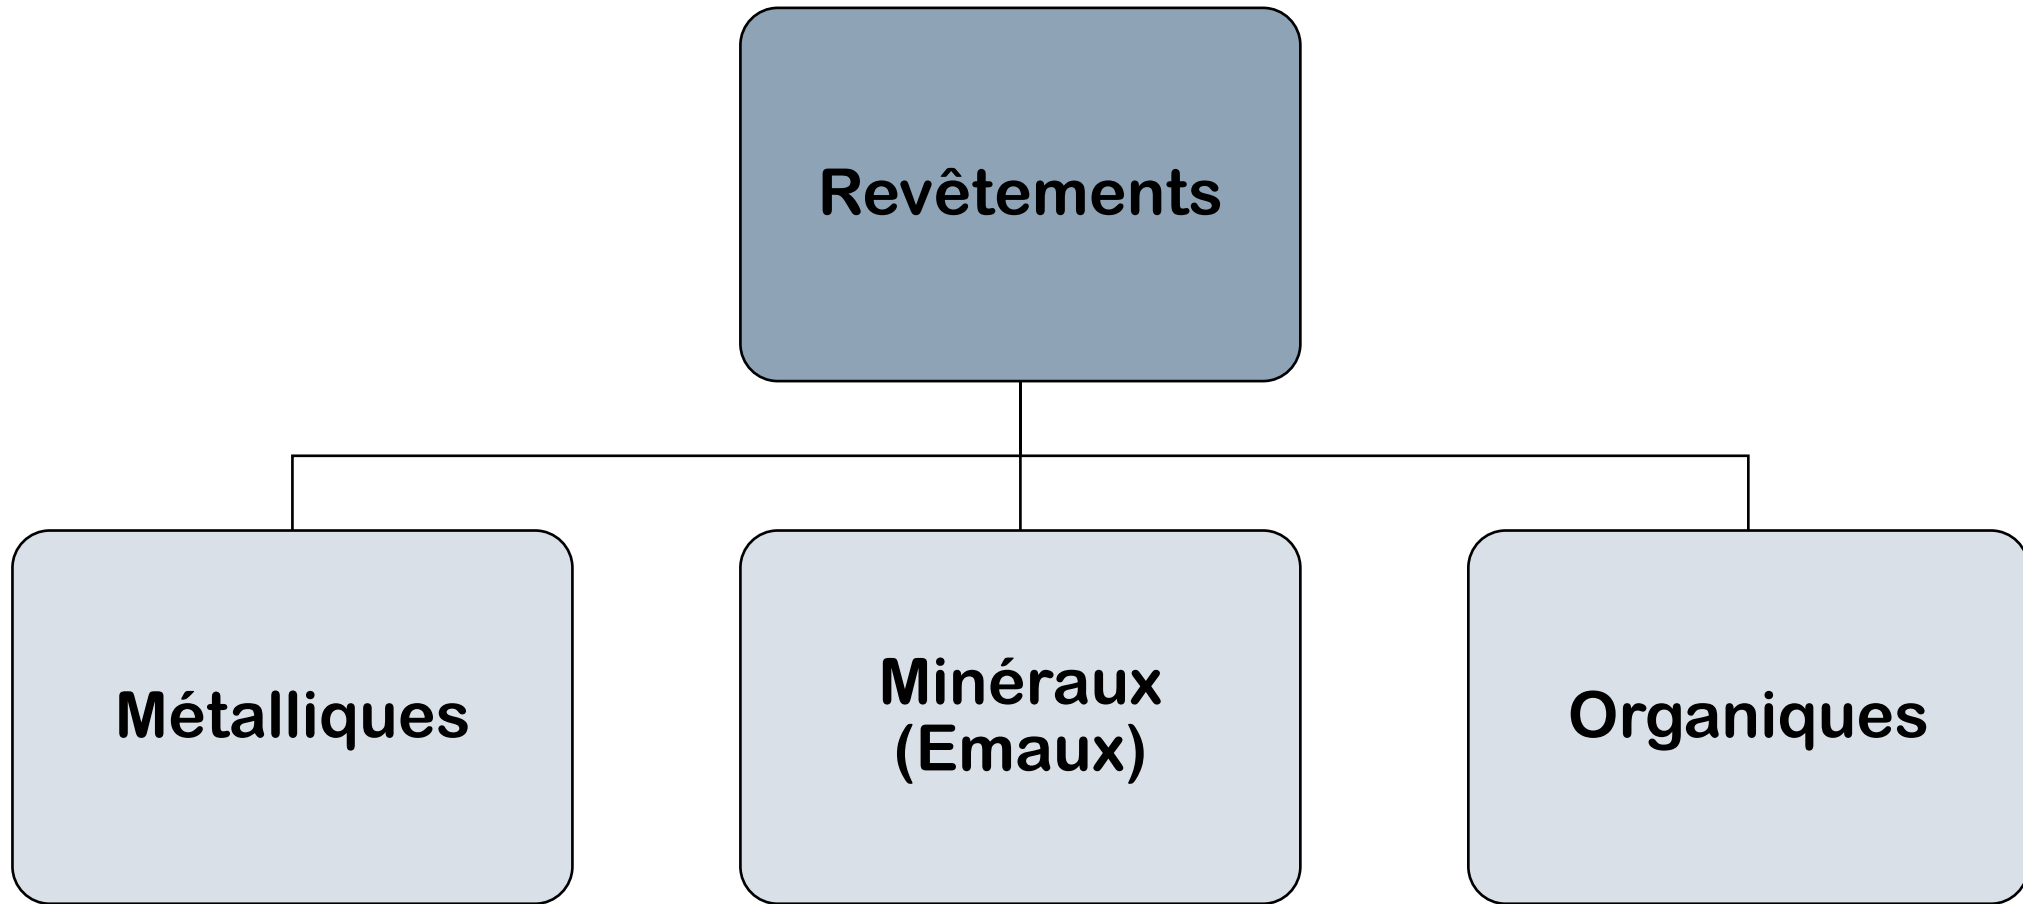 Revêtements
Métalliques
Minéraux
(Emaux)
Organiques